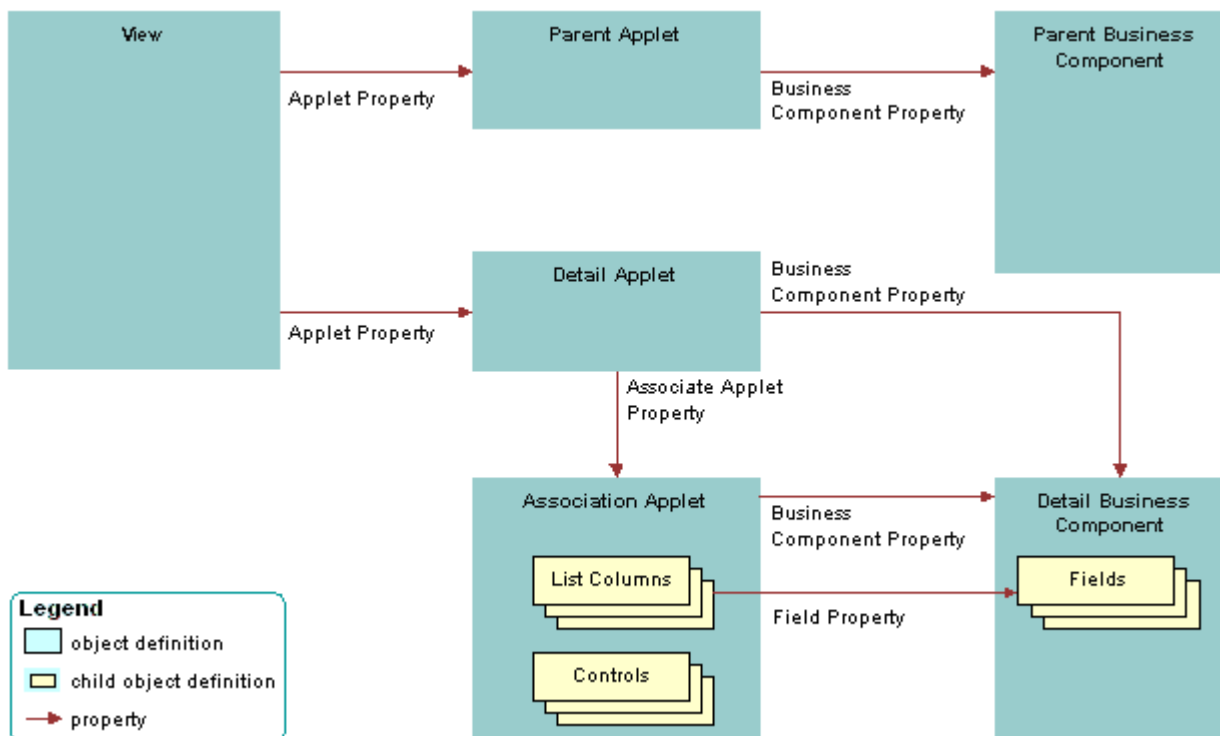 View
Parent Applet
Parent Business
Component
Applet Property
Business
Component Property
Detail Applet
Business
Component Property
Applet Property
Associate Applet
Property
Association Applet
Business
Component Property
Detail Business
Component
List Columns
Fields
Field Property
Controls
Legend
object definition
child object definition
property